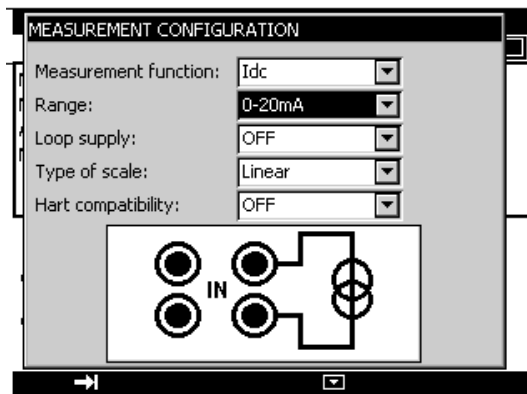 MEASUREMENT CONFIGURATION
Measurement function: Idc
Range: 0-20mA
Loop supply: OFF
Type of scale: Linear
Hart compatibility: OFF
IN